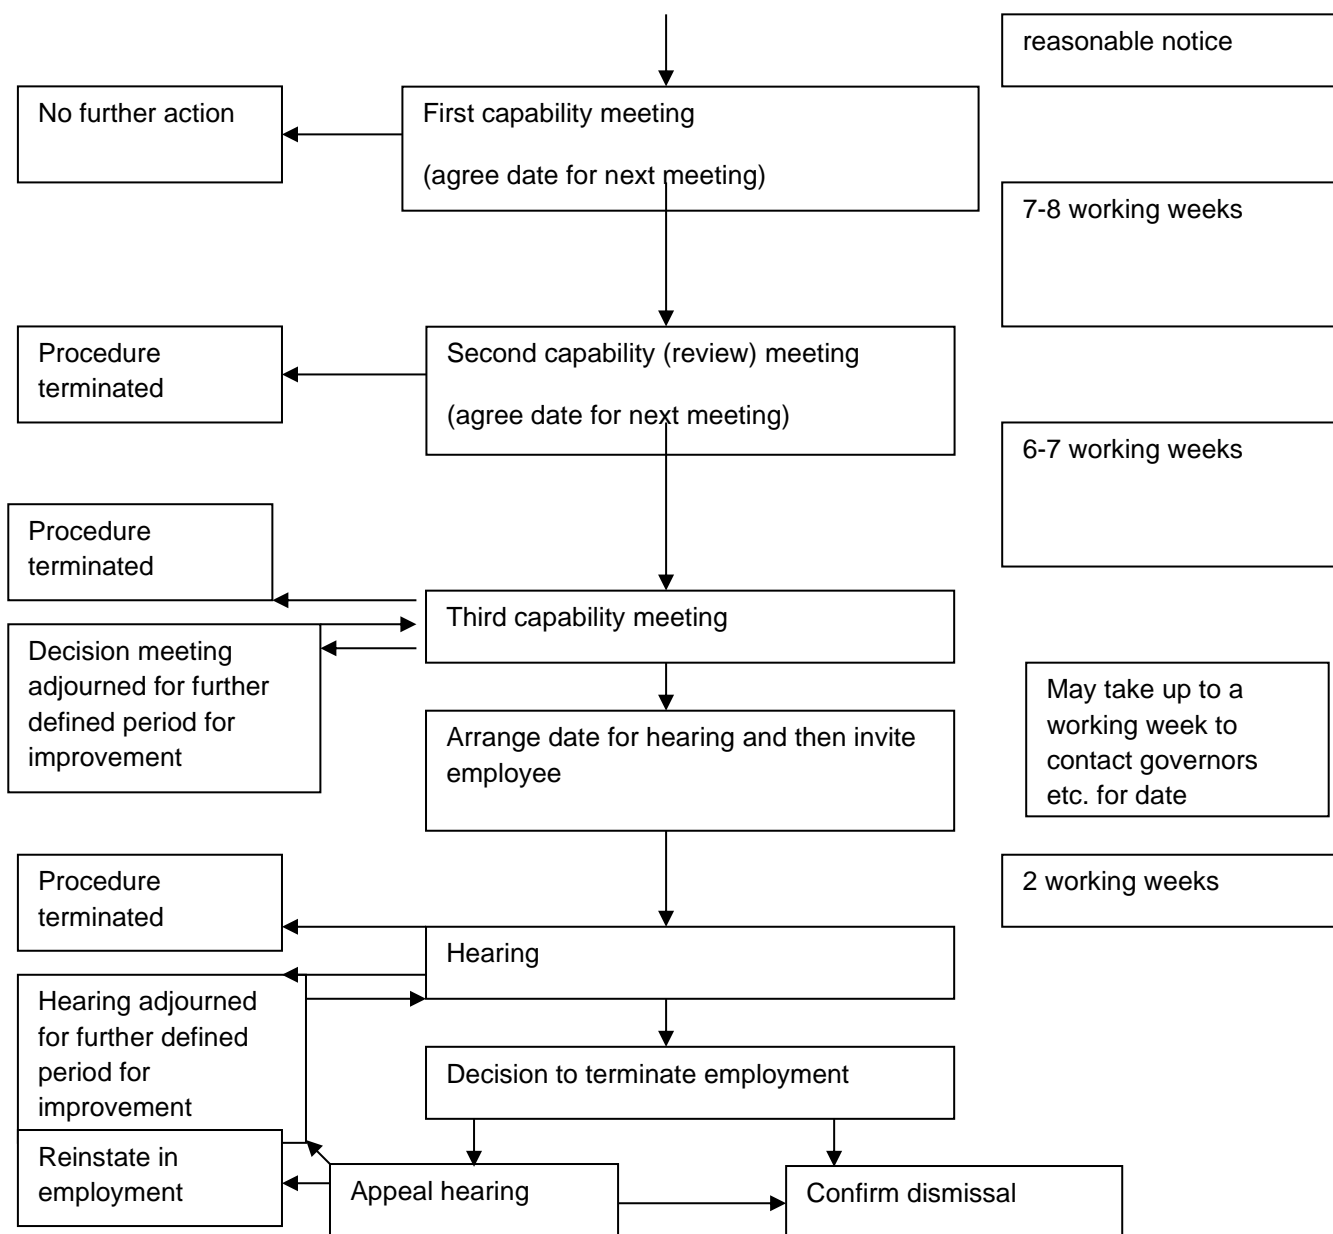 reasonable notice
No further action
First capability meeting
(agree date for next meeting)
7-8 working weeks
Procedure
terminated
Second capability (review) meeting
(agree date for next meeting)
6-7 working weeks
Procedure
terminated
Third capability meeting
Decision meeting
adjourned for further
defined period for
improvement
May take up to a
working week to
contact governors
etc. for date
Arrange date for hearing and then invite
employee
Procedure
terminated
2 working weeks
Hearing
Hearing adjourned
for further defined
period for
improvement
Decision to terminate employment
Reinstate in
employment
Appeal hearing
Confirm dismissal